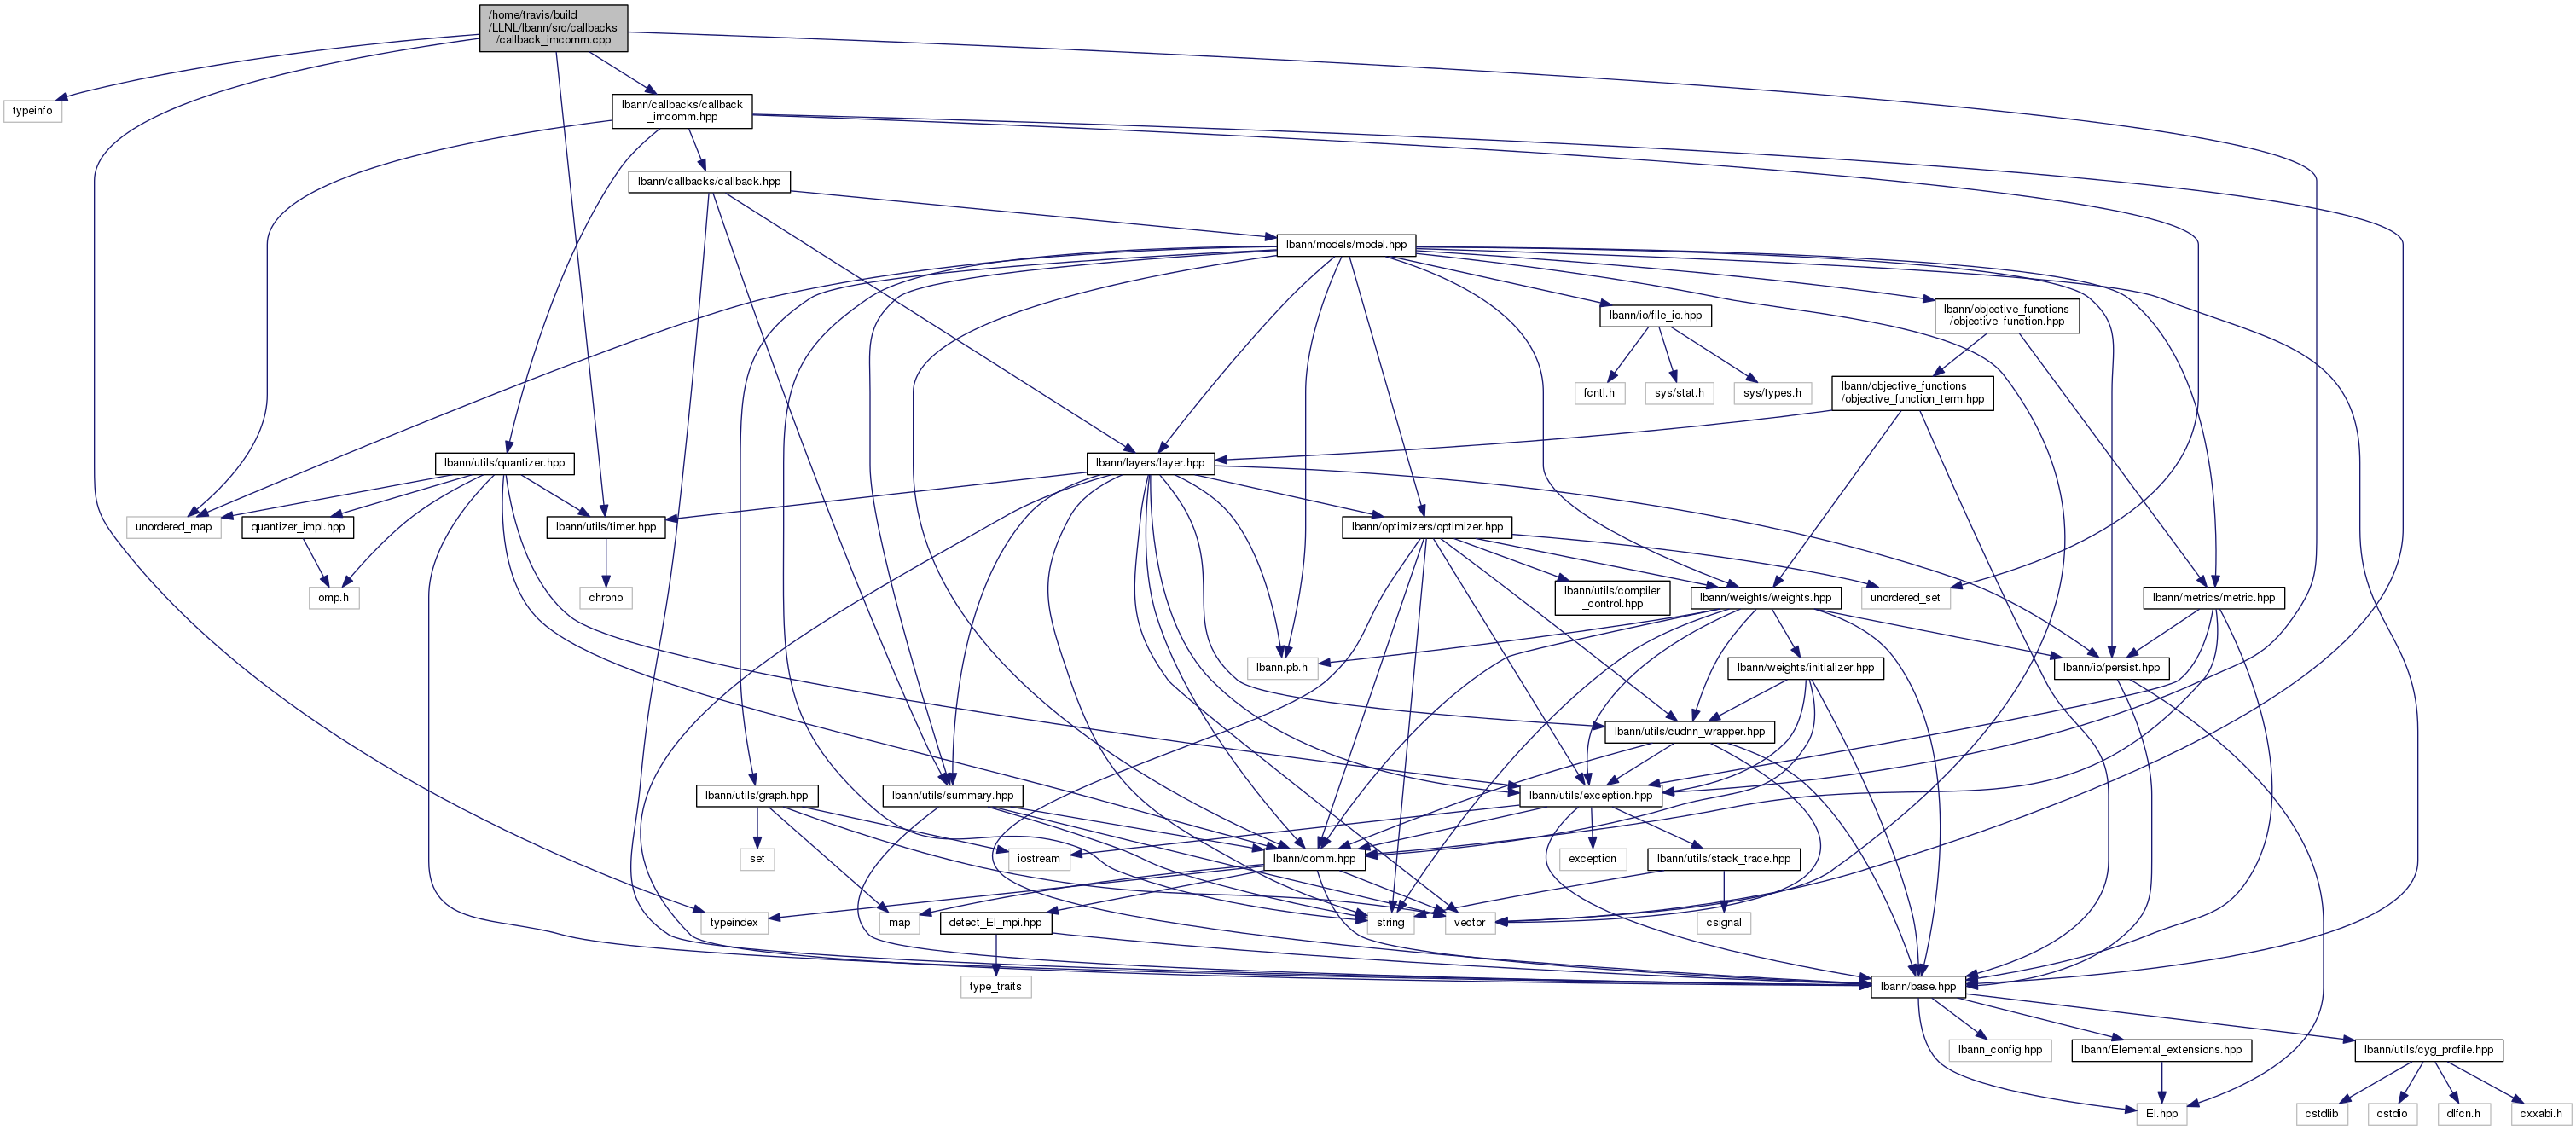 /home/travis/build
/LLNL/lbann/src/callbacks
/callback_imcomm.cpp
typeinfo
lbann/callbacks/callback
_imcomm.hpp
lbann/callbacks/callback.hpp
lbann/models/model.hpp
lbann/io/file_io.hpp
lbann/objective_functions
/objective_function.hpp
fcntl.h
sys/stat.h
sys/types.h
lbann/objective_functions
/objective_function_term.hpp
lbann/utils/quantizer.hpp
lbann/layers/layer.hpp
unordered_map
quantizer_impl.hpp
lbann/utils/timer.hpp
lbann/optimizers/optimizer.hpp
omp.h
chrono
lbann/utils/compiler
_control.hpp
lbann/weights/weights.hpp
unordered_set
lbann/metrics/metric.hpp
lbann.pb.h
lbann/weights/initializer.hpp
lbann/io/persist.hpp
lbann/utils/cudnn_wrapper.hpp
lbann/utils/graph.hpp
lbann/utils/summary.hpp
lbann/utils/exception.hpp
set
iostream
lbann/comm.hpp
exception
lbann/utils/stack_trace.hpp
typeindex
map
detect_El_mpi.hpp
string
vector
csignal
type_traits
lbann/base.hpp
lbann_config.hpp
lbann/Elemental_extensions.hpp
lbann/utils/cyg_profile.hpp
El.hpp
cstdlib
cstdio
dlfcn.h
cxxabi.h